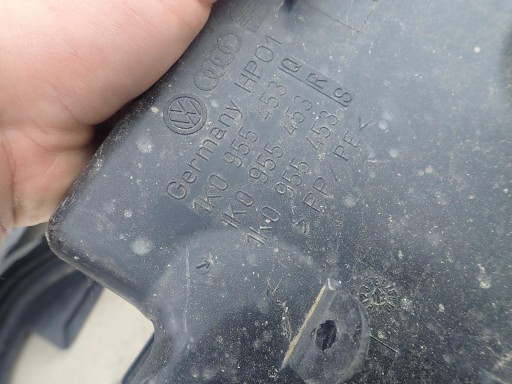 Germany HP01
1K0 955 453 Q
1K0 955 453 R
1K0 955 453 S
>PP/PE<